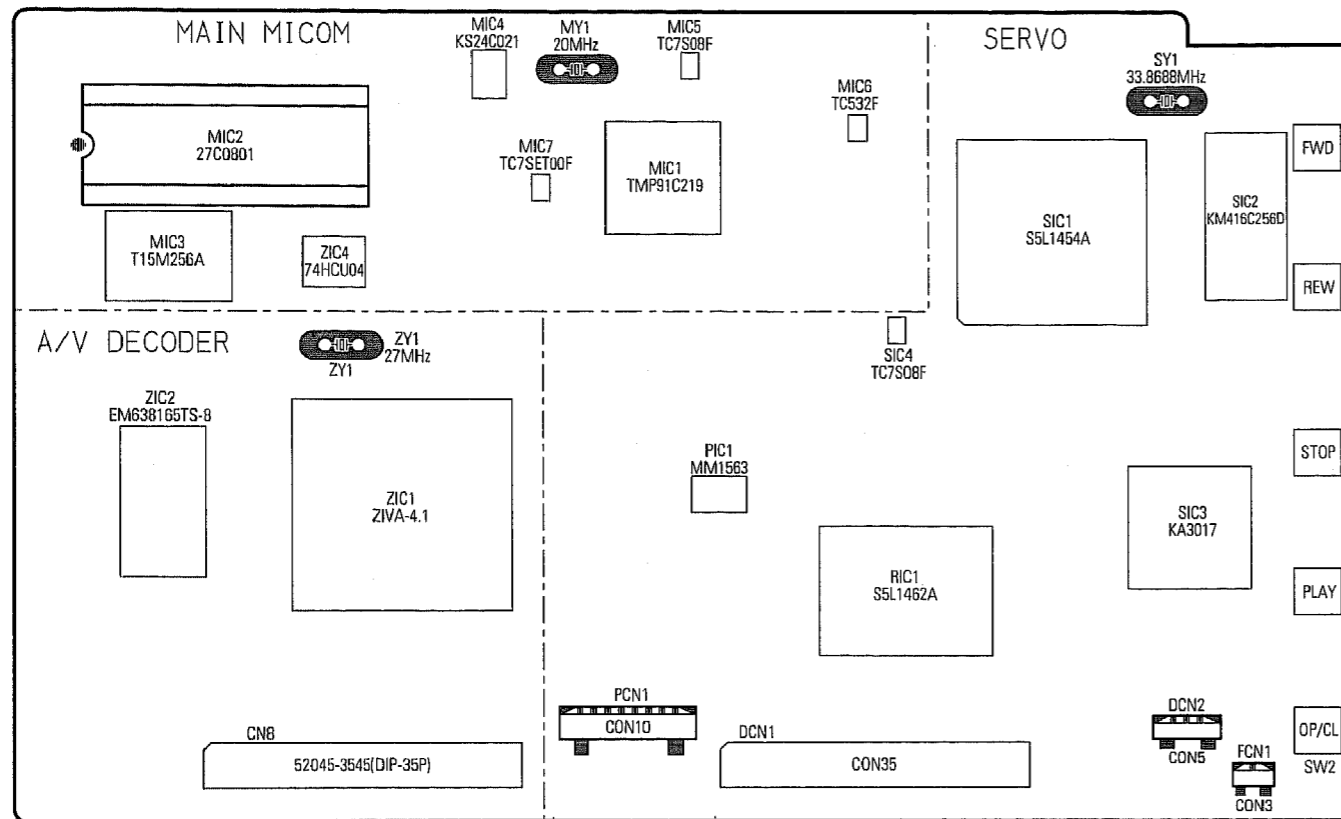 MAIN MICOM
MIC4
KS24C021
MY1
20MHz
MIC5
TC7S08F
SERVO
SY1
33.8688MHz
MIC6
TC532F
MIC2
27C0801
MIC7
TC7SET00F
MIC1
TMP91C219
FWD
SIC1
S5L1454A
SIC2
KM416C256D
MIC3
T15M256A
ZIC4
74HCU04
REW
A/V DECODER
ZY1
27MHz
ZY1
SIC4
TC7S08F
ZIC2
EM638165TS-8
PIC1
MM1563
STOP
ZIC1
ZIVA-4.1
SIC3
KA3017
RIC1
S5L1462A
PLAY
PCN1
CON10
DCN2
CON5
CN8
52045-3545(DIP-35P)
DCN1
CON35
OP/CL
SW2
FCN1
CON3